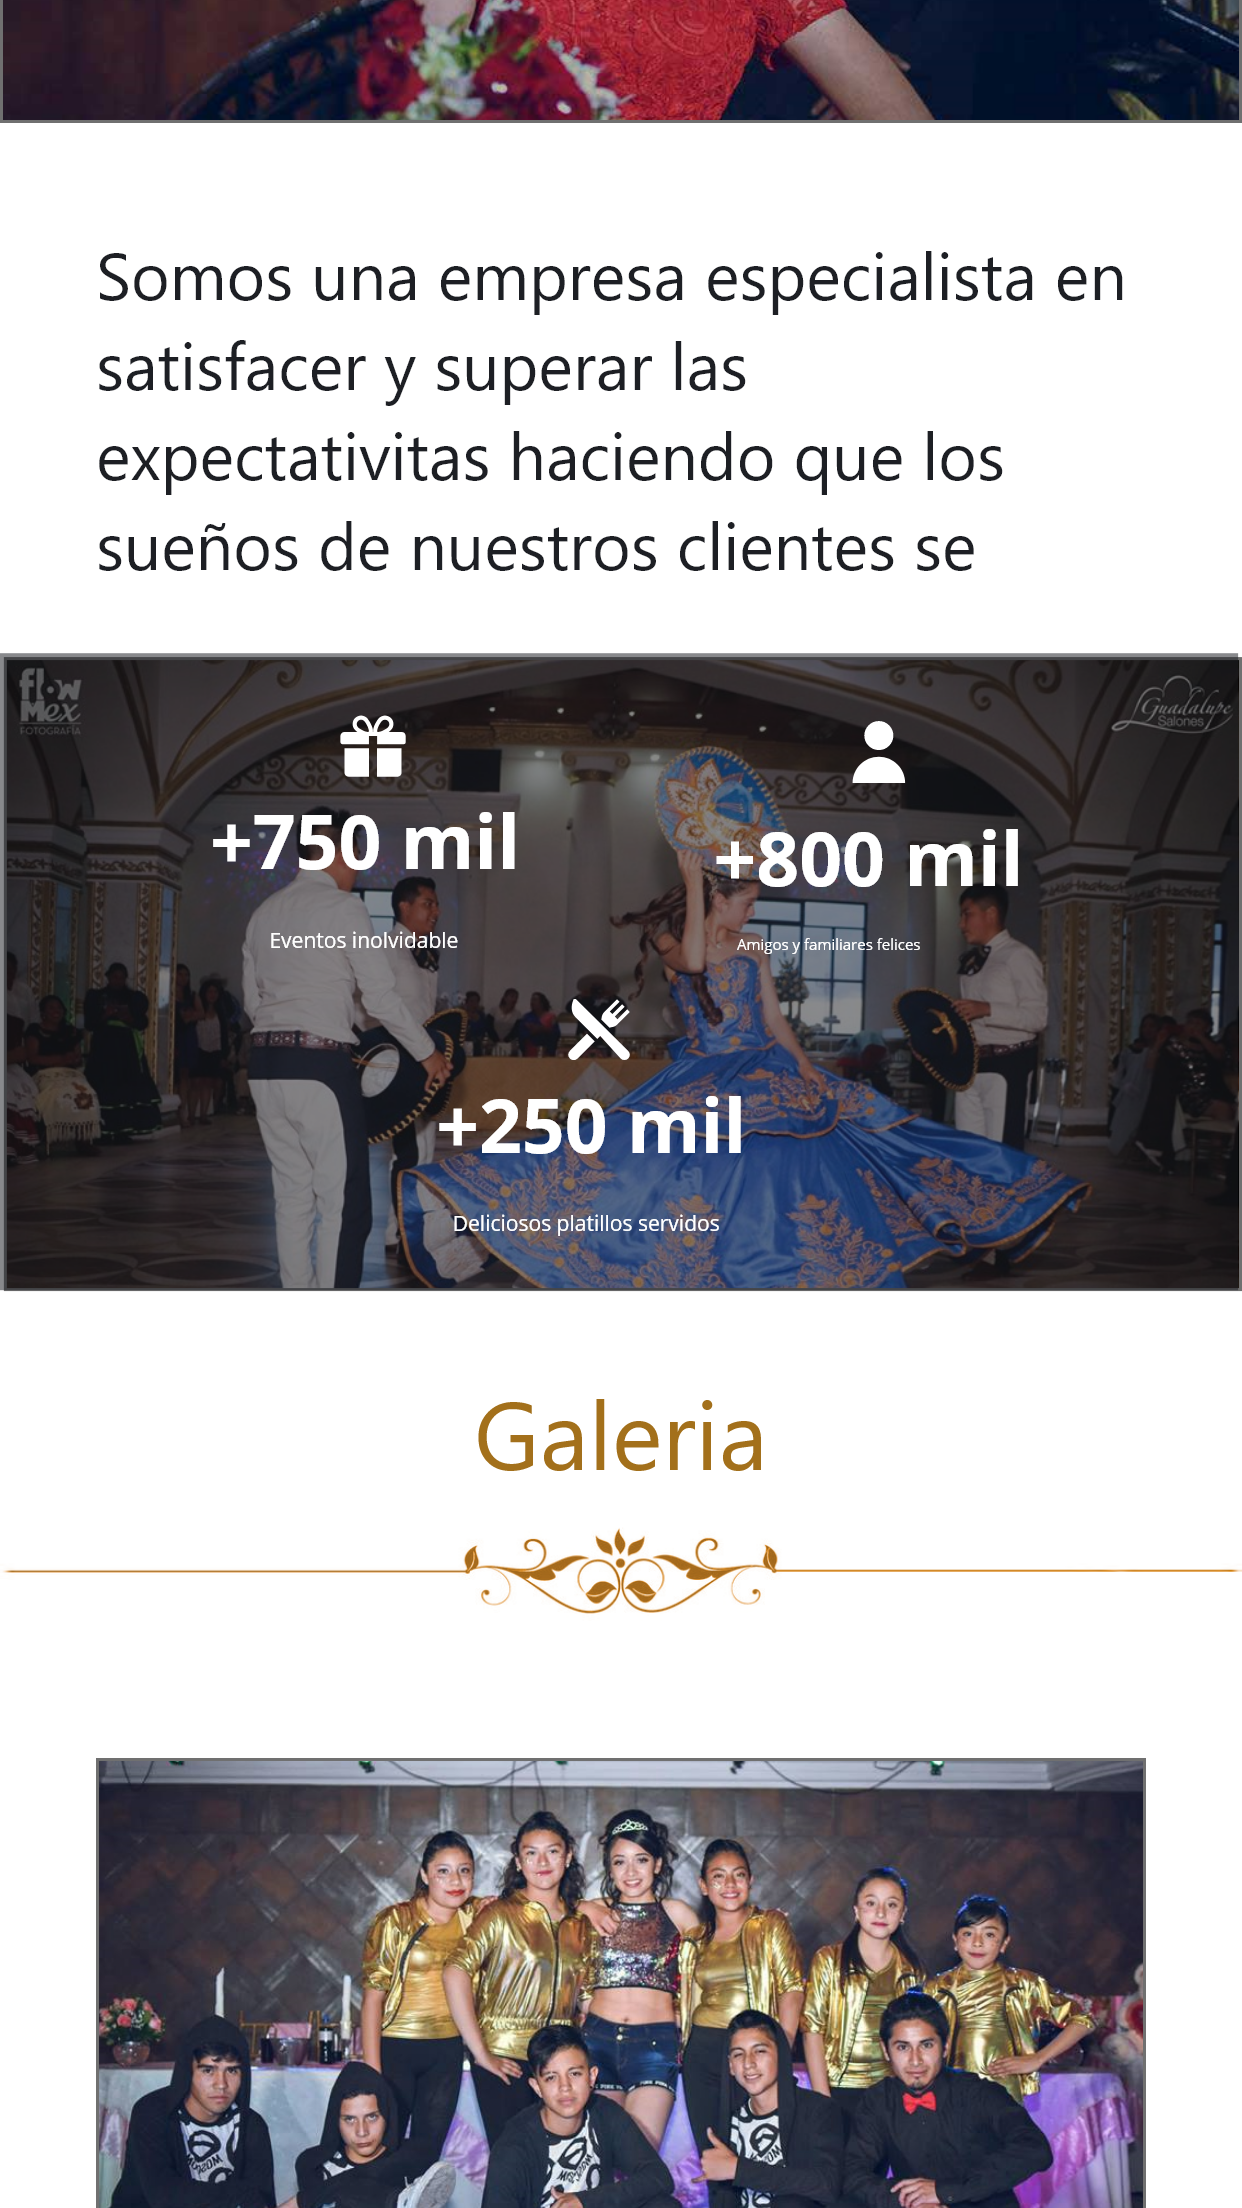 Somos una empresa especialista en
satisfacer y superar las
expectativitas haciendo que los
sueños de nuestros clientes se
flow
Mex
FOTOGRAFÍA
Guadalupe
Salones
+750 mil
+800 mil
Eventos inolvidable
Amigos y familiares felices
+250 mil
Deliciosos platillos servidos
Galeria